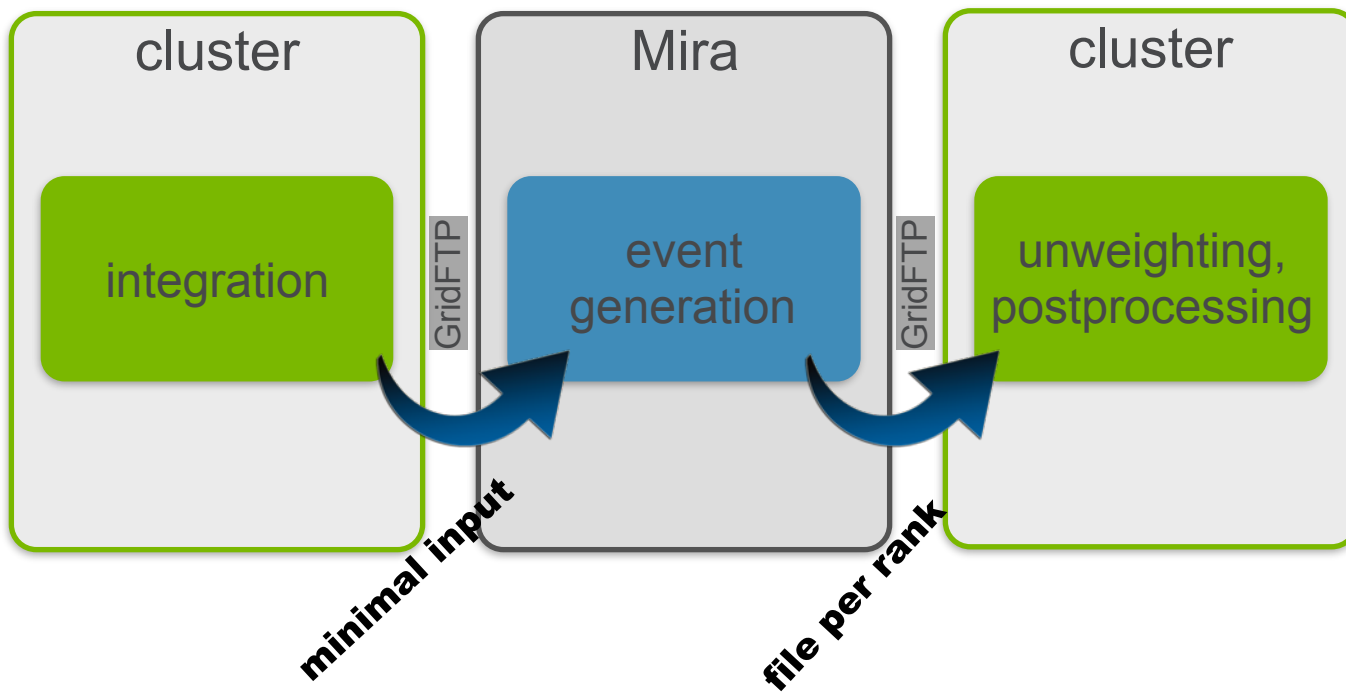 cluster
integration
GridFTP
minimal input
Mira
event
generation
GridFTP
file per rank
cluster
unweighting,
postprocessing